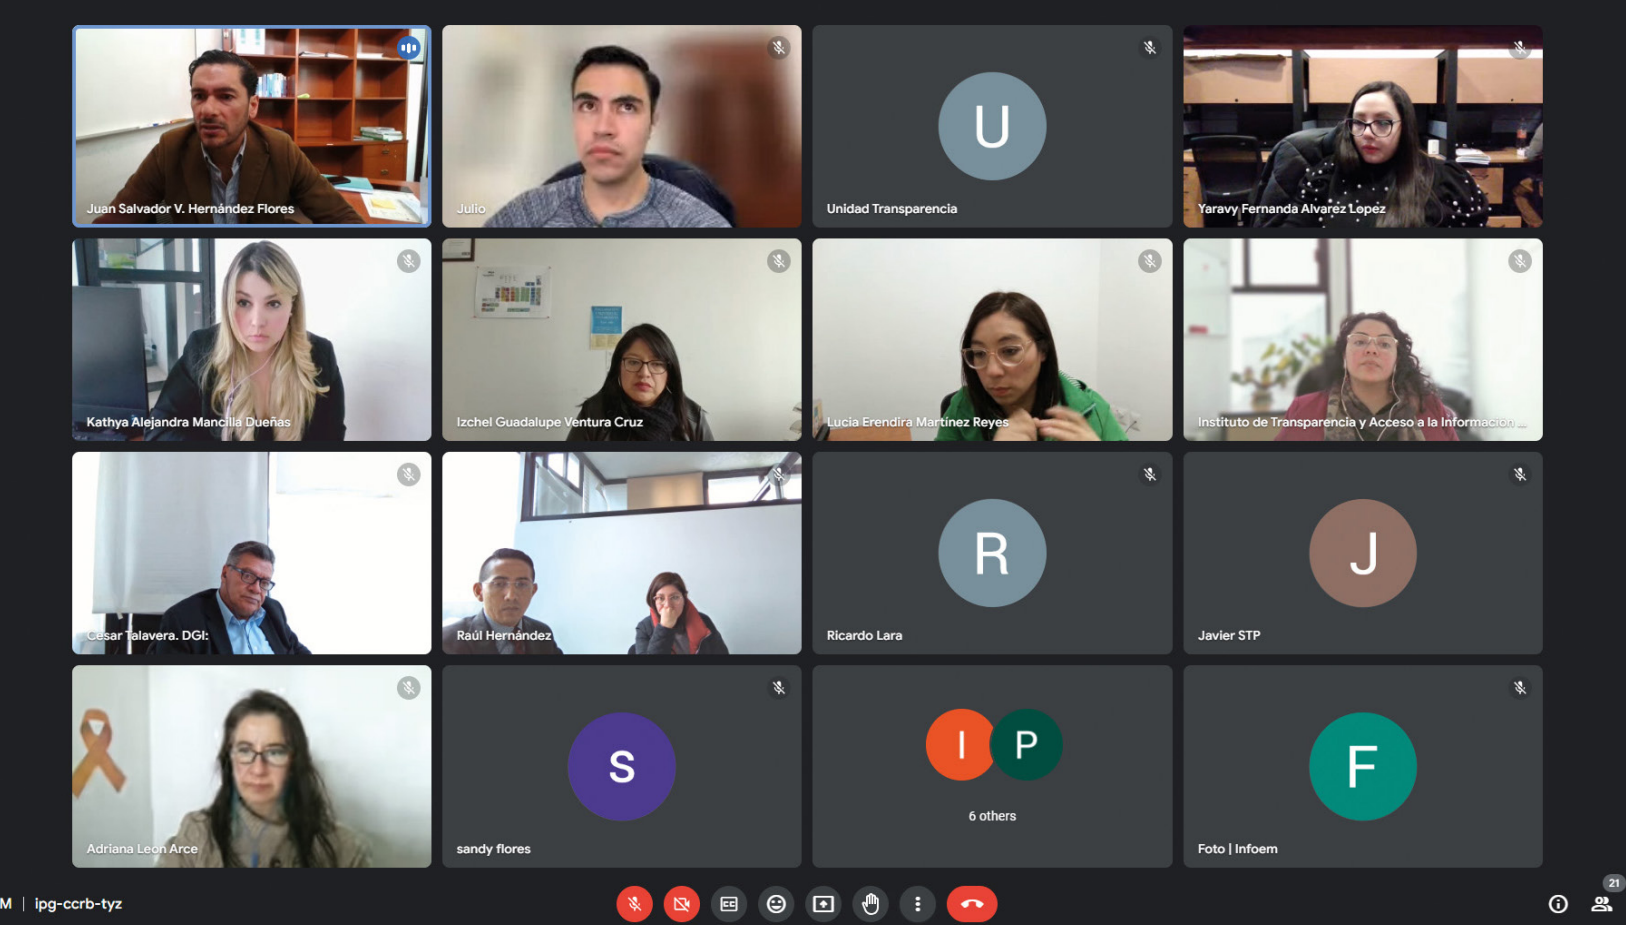 Juan Salvador V. Hernández Flores
Julio
U
Unidad Transparencia
Yaravy Fernanda Alvarez Lopez
Kathya Alejandra Mancilla Dueñas
Izchel Guadalupe Ventura Cruz
Lucia Erendira Martínez Reyes
Instituto de Transparencia y Acceso a la Información ...
Cesar Talavera. DGI:
Raúl Hernández
R
Ricardo Lara
J
Javier STP
Adriana Leon Arce
S
sandy flores
I P
6 others
F
Foto | Infoem
21
M | ipg-ccrb-tyz
CC